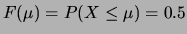 F(μ) = P(X ≤ μ) = 0.5